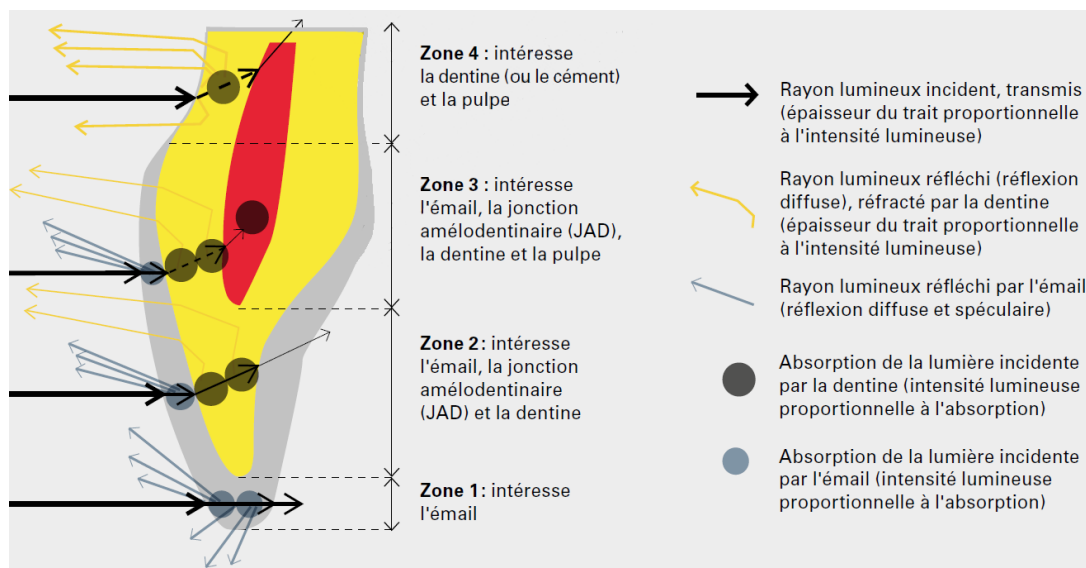 Zone 4 : intéresse
la dentine (ou le cément)
et la pulpe
Zone 3 : intéresse
l'émail, la jonction
amélodentinaire (JAD),
la dentine et la pulpe
Zone 2 : intéresse
l'émail, la jonction
amélodentinaire
(JAD) et la dentine
Zone 1 : intéresse
l'émail
Rayon lumineux incident, transmis
(épaisseur du trait proportionnelle
à l'intensité lumineuse)
Rayon lumineux réfléchi (réflexion
diffuse), réfracté par la dentine
(épaisseur du trait proportionnelle
à l'intensité lumineuse)
Rayon lumineux réfléchi par l'émail
(réflexion diffuse et spéculaire)
Absorption de la lumière incidente
par la dentine (intensité lumineuse
proportionnelle à l'absorption)
Absorption de la lumière incidente
par l'émail (intensité lumineuse
proportionnelle à l'absorption)